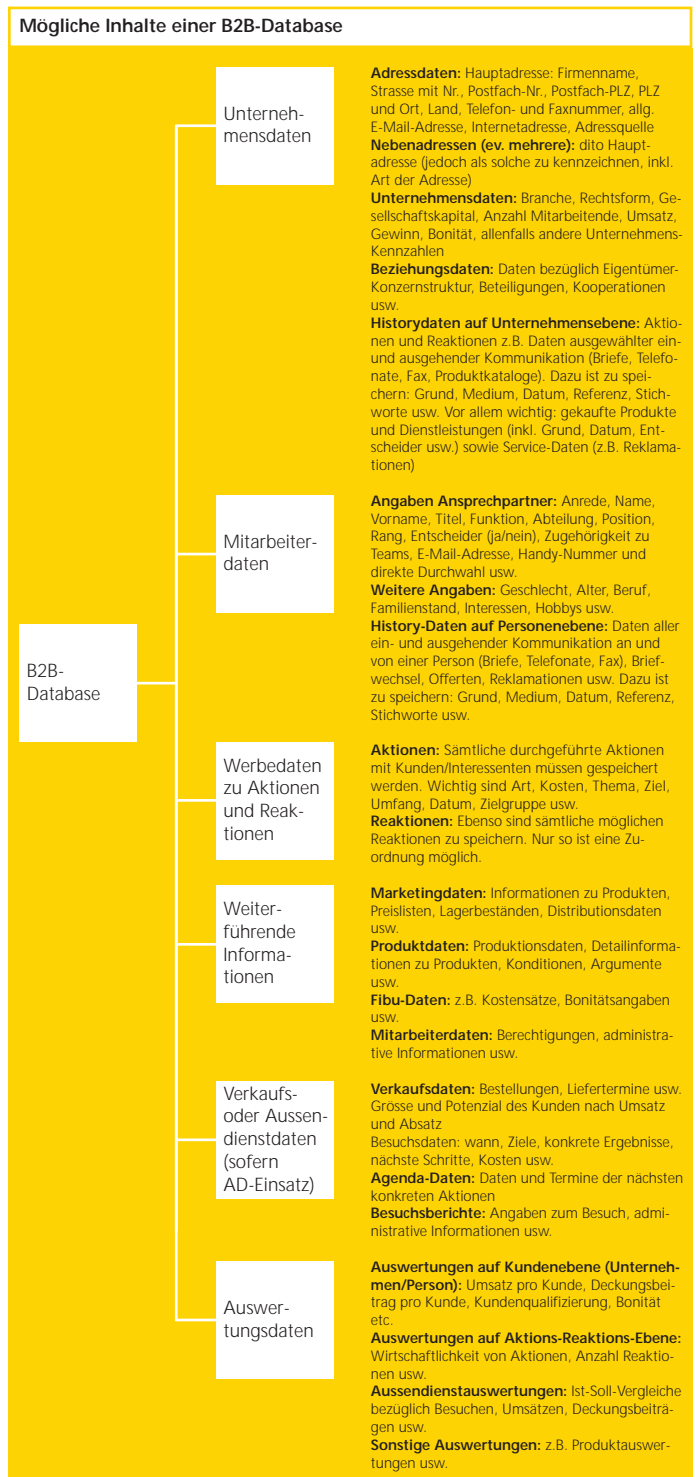 Mögliche Inhalte einer B2B-Database
B2B-
Database
Unterneh-
mensdaten
Adressdaten: Hauptadresse: Firmenname,
Strasse mit Nr., Postfach-Nr., Postfach-PLZ, PLZ
und Ort, Land, Telefon- und Faxnummer, allg.
E-Mail-Adresse, Internetadresse, Adressquelle
Nebenadressen (ev. mehrere): dito Haupt-
adresse (jedoch als solche zu kennzeichnen, inkl.
Art der Adresse)
Unternehmensdaten: Branche, Rechtsform, Ge-
sellschaftskapital, Anzahl Mitarbeitende, Umsatz,
Gewinn, Bonität, allenfalls andere Unternehmens-
Kennzahlen
Beziehungsdaten: Daten bezüglich Eigentümer-
Konzernstruktur, Beteiligungen, Kooperationen
usw.
Historydaten auf Unternehmensebene: Aktio-
nen und Reaktionen z.B. Daten ausgewählter ein-
und ausgehender Kommunikation (Briefe, Telefo-
nate, Fax, Produktkataloge). Dazu ist zu spei-
chern: Grund, Medium, Datum, Referenz, Stich-
worte usw. Vor allem wichtig: gekaufte Produkte
und Dienstleistungen (inkl. Grund, Datum, Ent-
scheider usw.) sowie Service-Daten (z.B. Reklama-
tionen)
Mitarbeiter-
daten
Angaben Ansprechpartner: Anrede, Name,
Vorname, Titel, Funktion, Abteilung, Position,
Rang, Entscheider (ja/nein), Zugehörigkeit zu
Teams, E-Mail-Adresse, Handy-Nummer und
direkte Durchwahl usw.
Weitere Angaben: Geschlecht, Alter, Beruf,
Familienstand, Interessen, Hobbys usw.
History-Daten auf Personenebene: Daten aller
ein- und ausgehender Kommunikation an und
von einer Person (Briefe, Telefonate, Fax), Brief-
wechsel, Offerten, Reklamationen usw. Dazu ist
zu speichern: Grund, Medium, Datum, Referenz,
Stichworte usw.
Werbedaten
zu Aktionen
und Reak-
tionen
Aktionen: Sämtliche durchgeführte Aktionen
mit Kunden/Interessenten müssen gespeichert
werden. Wichtig sind Art, Kosten, Thema, Ziel,
Umfang, Datum, Zielgruppe usw.
Reaktionen: Ebenso sind sämtliche möglichen
Reaktionen zu speichern. Nur so ist eine Zu-
ordnung möglich.
Weiter-
führende
Informa-
tionen
Marketingdaten: Informationen zu Produkten,
Preislisten, Lagerbeständen, Distributionsdaten
usw.
Produktdaten: Produktionsdaten, Detailinforma-
tionen zu Produkten, Konditionen, Argumente
usw.
Fibu-Daten: z.B. Kostensätze, Bonitätsangaben
usw.
Mitarbeiterdaten: Berechtigungen, administra-
tive Informationen usw.
Verkaufs-
oder Aussen-
dienstdaten
(sofern
AD-Einsatz)
Verkaufsdaten: Bestellungen, Liefertermine usw.
Grösse und Potenzial des Kunden nach Umsatz
und Absatz
Besuchsdaten: wann, Ziele, konkrete Ergebnisse,
nächste Schritte, Kosten usw.
Agenda-Daten: Daten und Termine der nächsten
konkreten Aktionen
Besuchsberichte: Angaben zum Besuch, admi-
nistrative Informationen usw.
Auswer-
tungsdaten
Auswertungen auf Kundenebene (Unterneh-
men/Person): Umsatz pro Kunde, Deckungsbei-
trag pro Kunde, Kundenqualifizierung, Bonität
etc.
Auswertungen auf Aktions-Reaktions-Ebene:
Wirtschaftlichkeit von Aktionen, Anzahl Reaktio-
nen usw.
Aussendienstauswertungen: Ist-Soll-Vergleiche
bezüglich Besuchen, Umsätzen, Deckungsbeiträ-
gen usw.
Sonstige Auswertungen: z.B. Produktauswer-
tungen usw.